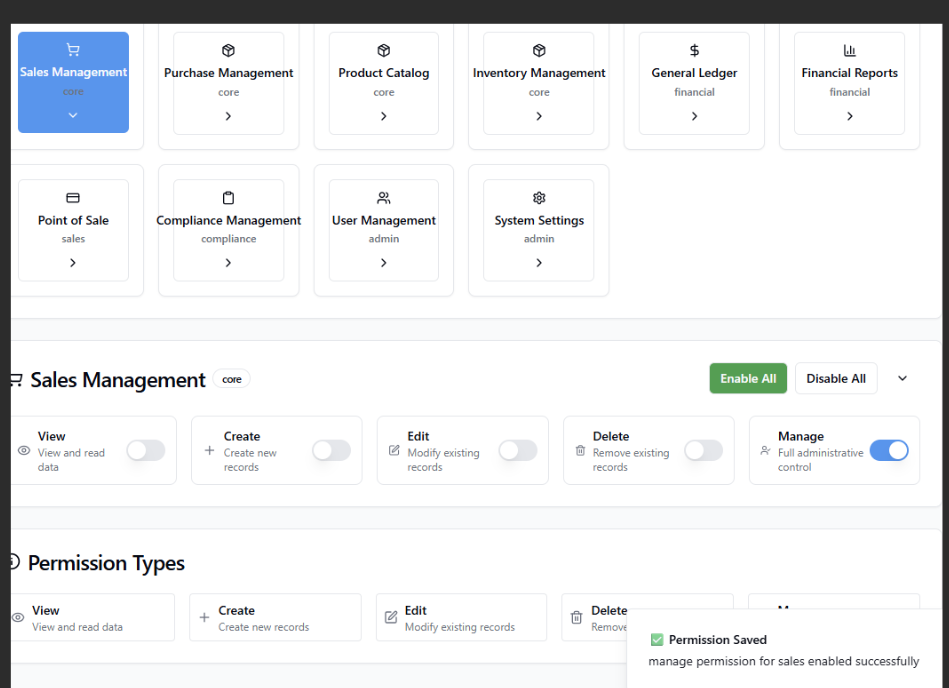 Sales Management
core
Purchase Management
core
Product Catalog
core
Inventory Management
core
General Ledger
financial
Financial Reports
financial
Point of Sale
sales
Compliance Management
compliance
User Management
admin
System Settings
admin
Sales Management core
Enable All
Disable All
View
View and read
data
Create
Create new
records
Edit
Modify existing
records
Delete
Remove existing
records
Manage
Full administrative
control
Permission Types
View
View and read data
Create
Create new records
Edit
Modify existing records
Delete
Remove
Permission Saved
manage permission for sales enabled successfully